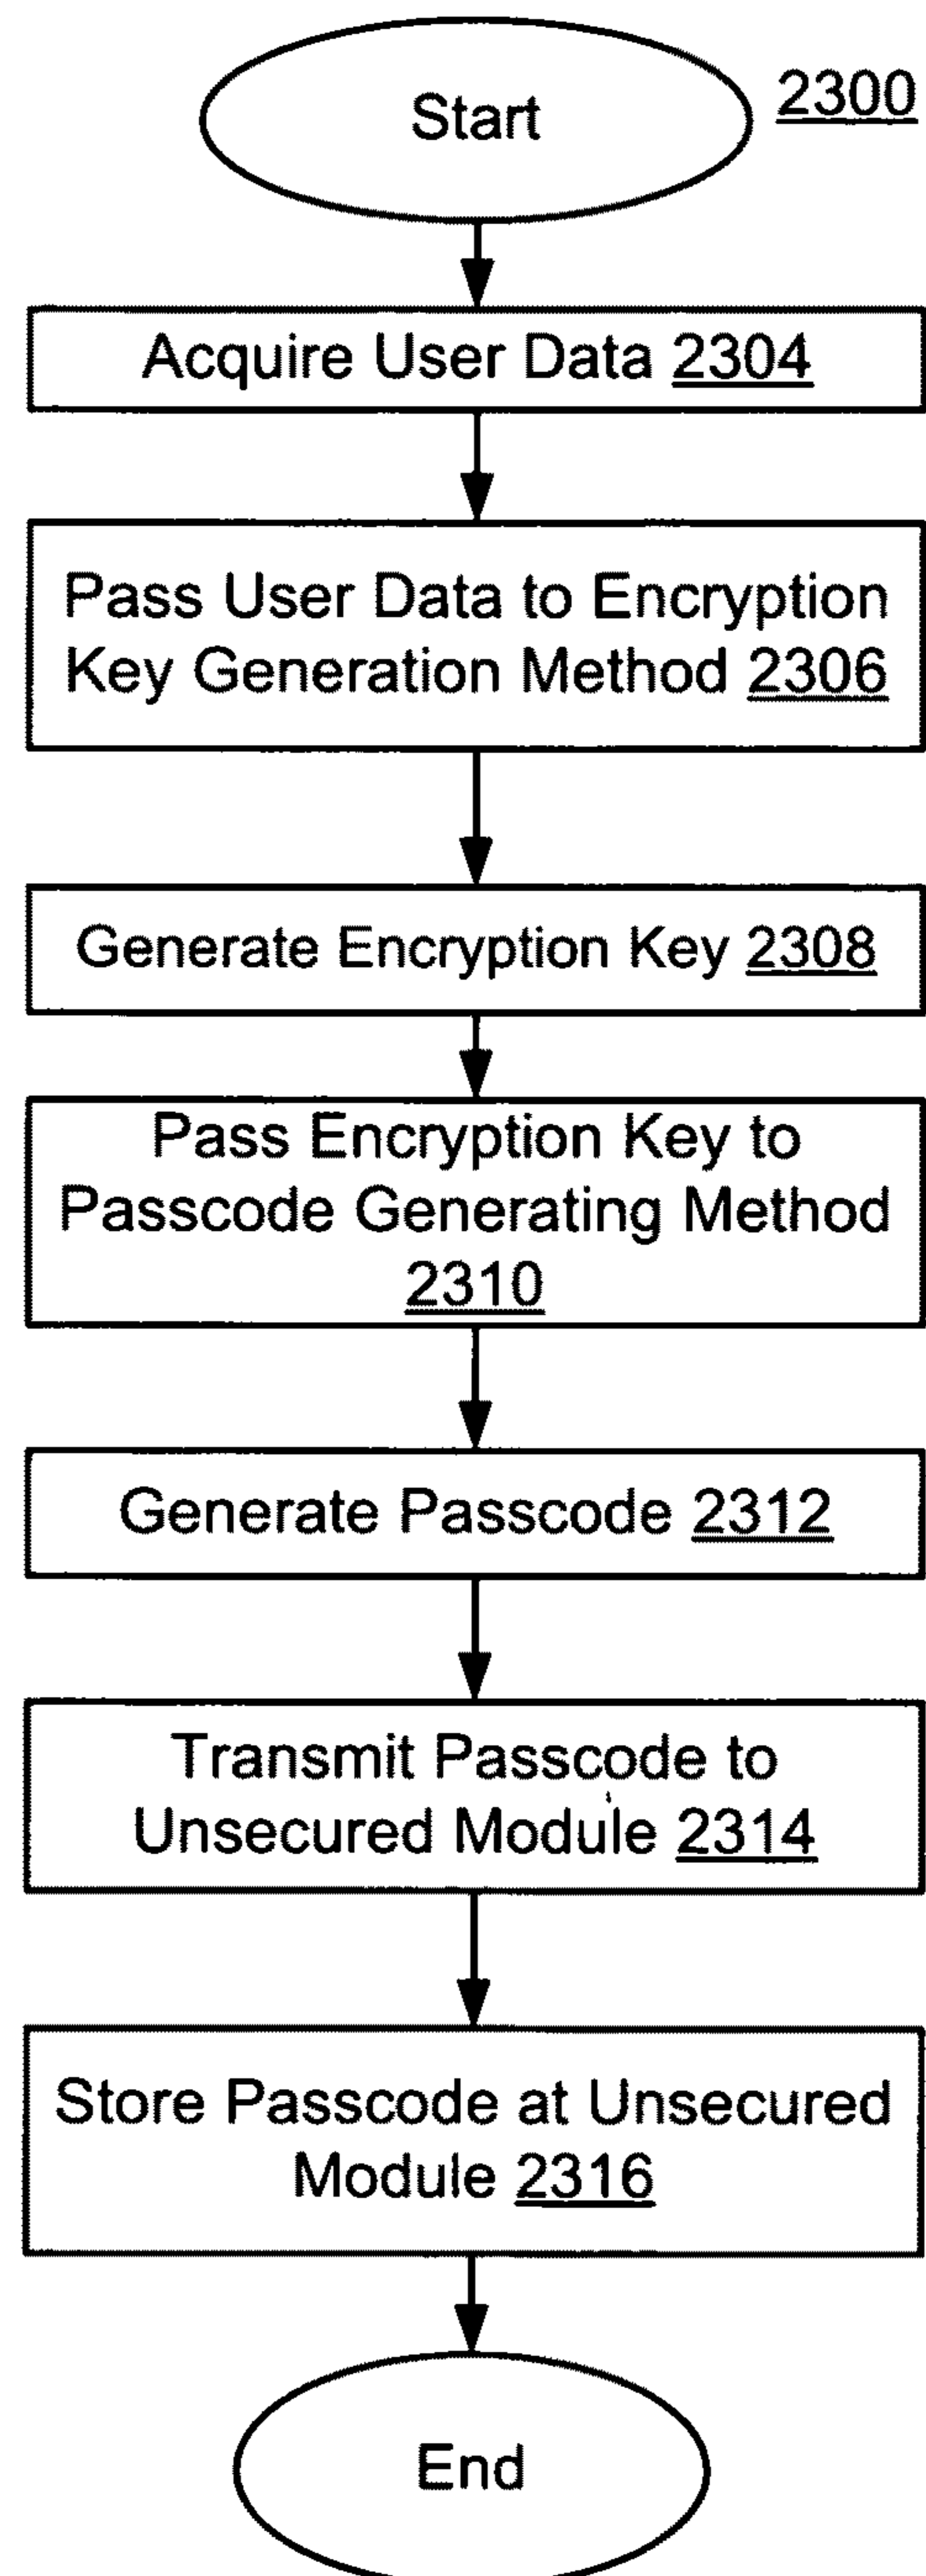 Start
2300
Acquire User Data 2304
Pass User Data to Encryption
Key Generation Method 2306
Generate Encryption Key 2308
Pass Encryption Key to
Passcode Generating Method
2310
Generate Passcode 2312
Transmit Passcode to
Unsecured Module 2314
Store Passcode at Unsecured
Module 2316
End